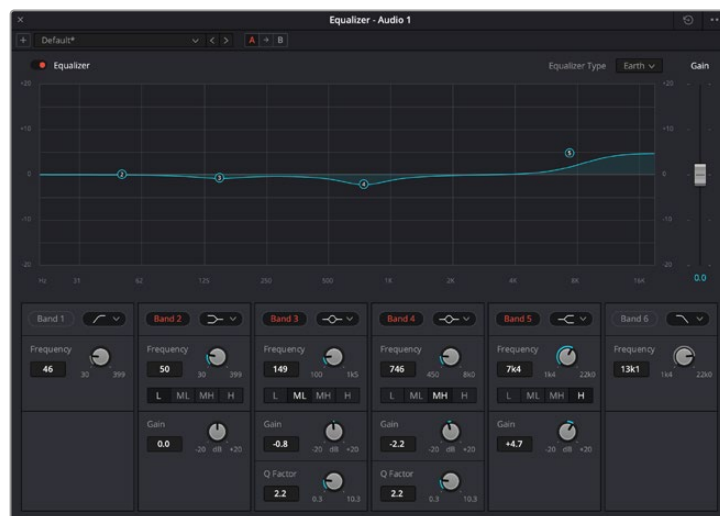 Equalizer - Audio 1
Default*
A B
Equalizer
Equalizer Type Earth Gain
+20 +20
+10 +10
0 0
-10 -10
-20 -20
Hz 31 62 125 250 500 1K 2K 4K 8K 16K
0.0
2 3 4 5
Band 1 Band 2 Band 3 Band 4 Band 5 Band 6
Frequency Frequency Frequency Frequency Frequency Frequency
46 50 149 746 7k4 13k1
30 399 30 399 100 1k5 450 8k0 1k4 22k0 1k4 22k0
L ML MH H L ML MH H L ML MH H L ML MH H
Gain Gain Gain Gain
0.0 -0.8 -2.2 +4.7
-20 dB +20 -20 dB +20 -20 dB +20 -20 dB +20
Q Factor Q Factor
2.2 2.2
0.3 10.3 0.3 10.3